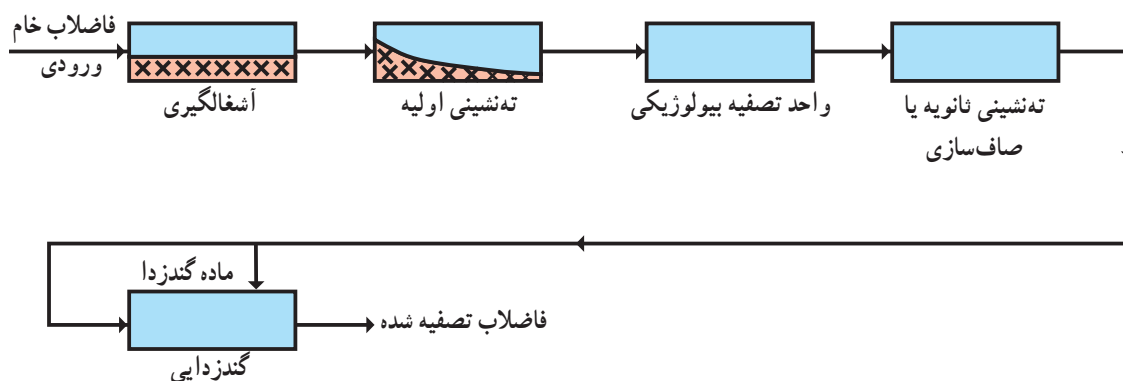 فاضلاب خام
ورودی
آشغالگیری
ته‌نشینی اولیه
واحد تصفیه بیولوژیکی
ته‌نشینی ثانویه یا
صاف‌سازی
ماده گندزدا
گندزدایی
فاضلاب تصفیه شده